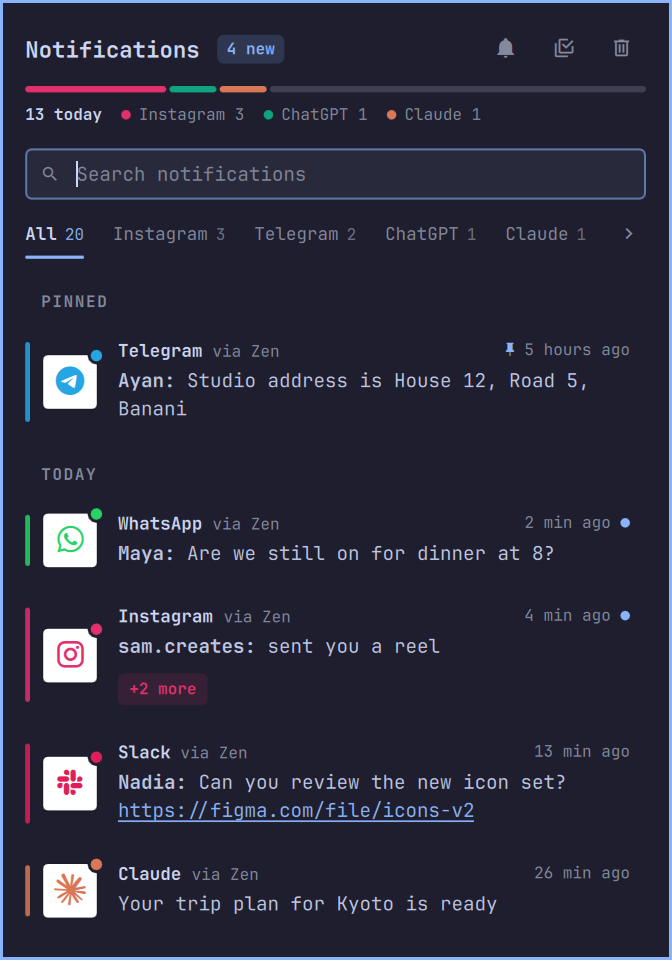 Notifications 4 new
13 today Instagram 3 ChatGPT 1 Claude 1
Search notifications
All 20 Instagram 3 Telegram 2 ChatGPT 1 Claude 1
PINNED
Telegram via Zen 5 hours ago
Ayan: Studio address is House 12, Road 5,
Banani
TODAY
WhatsApp via Zen 2 min ago
Maya: Are we still on for dinner at 8?
Instagram via Zen 4 min ago
sam.creates: sent you a reel
+2 more
Slack via Zen 13 min ago
Nadia: Can you review the new icon set?
https://figma.com/file/icons-v2
Claude via Zen 26 min ago
Your trip plan for Kyoto is ready